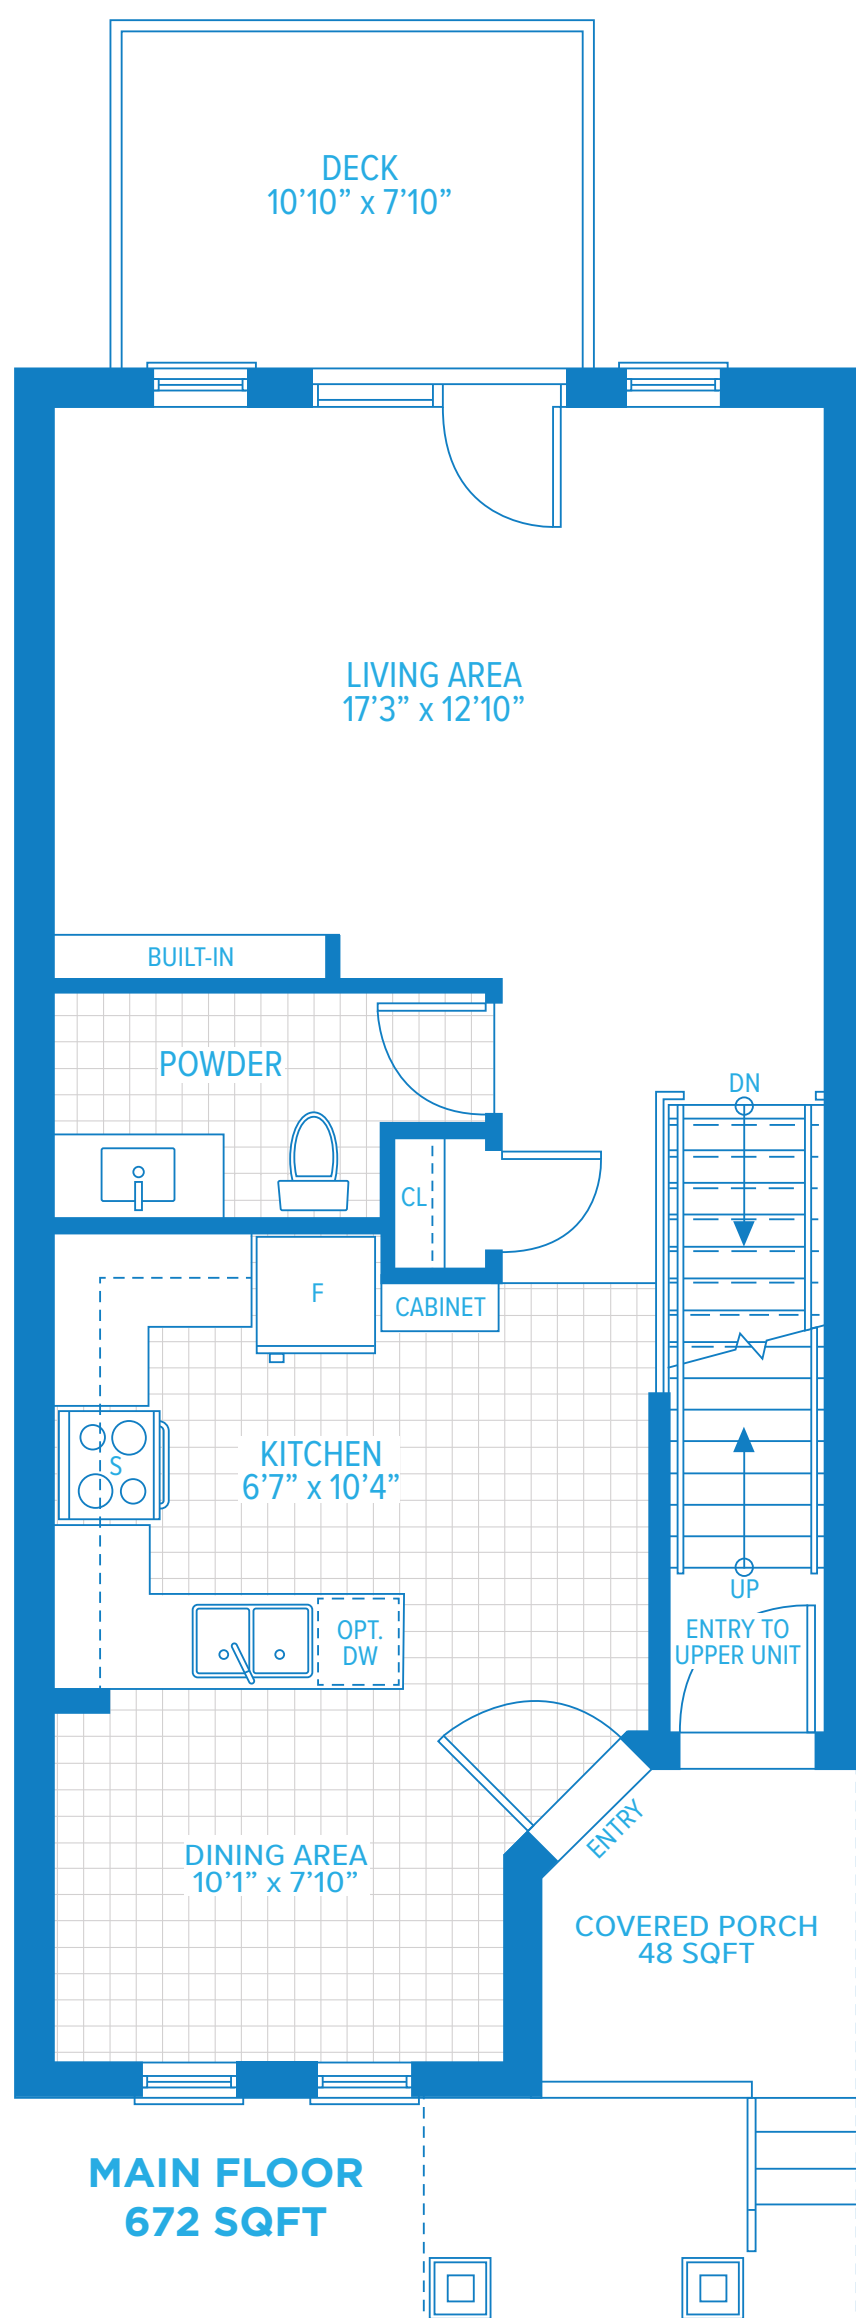 DECK
10’10” x 7’10”
LIVING AREA
17’3” x 12’10”
BUILT-IN
POWDER
DN
CL
F
CABINET
KITCHEN
6’7” x 10’4”
S
UP
OPT.
DW
ENTRY TO
UPPER UNIT
ENTRY
DINING AREA
10’1” x 7’10”
COVERED PORCH
48 SQFT
MAIN FLOOR
672 SQFT